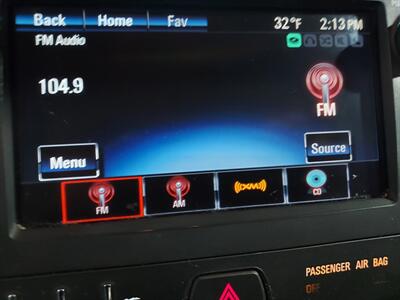 Back Home Fav 32°F 2:13 PM
FM Audio
104.9
FM
Menu
Source
FM AM XM CD
PASSENGER AIR BAG
OFF